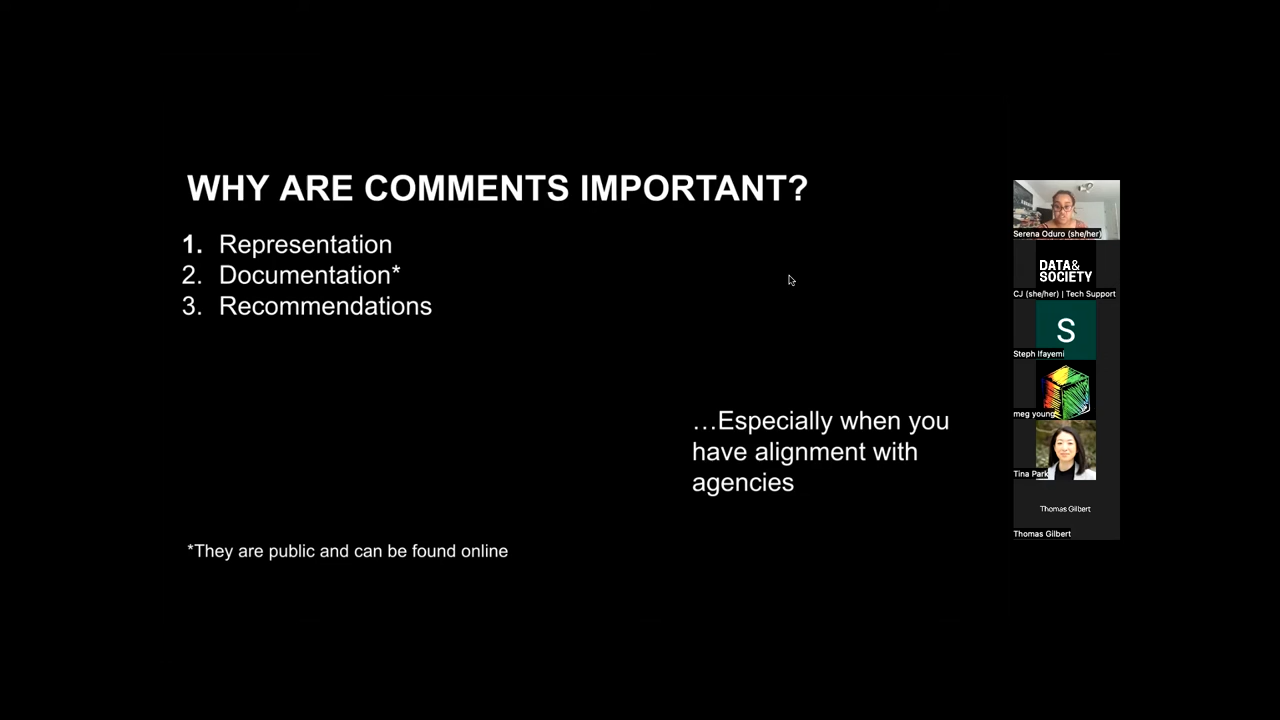 WHY ARE COMMENTS IMPORTANT?
1. Representation
2. Documentation*
3. Recommendations
…Especially when you
have alignment with
agencies
*They are public and can be found online
Serena Oduro (she/her)
DATA&
SOCIETY
CJ (she/her) | Tech Support
S
Steph Ifayemi
meg young
Tina Park
Thomas Gilbert
Thomas Gilbert